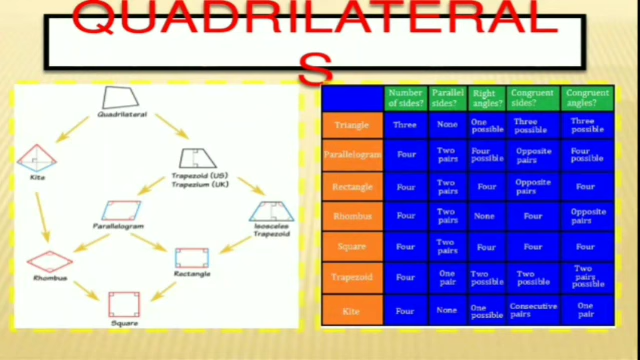 QUADRILATERAL
S
Quadrilateral
Kite
Trapezoid (US)
Trapezium (UK)
Parallelogram
Isosceles
Trapezoid
Rhombus
Rectangle
Square
Number of sides? Parallel sides? Right angles? Congruent sides? Congruent angles?
Triangle Three None One possible Three possible Three possible
Parallelogram Four Two pairs Four possible Opposite pairs Four possible
Rectangle Four Two pairs Four Opposite pairs Four
Rhombus Four Two pairs None Four Opposite pairs
Square Four Two pairs Four Four Four
Trapezoid Four One pair Two possible Two possible Two pairs possible
Kite Four None One possible Consecutive pairs One pair